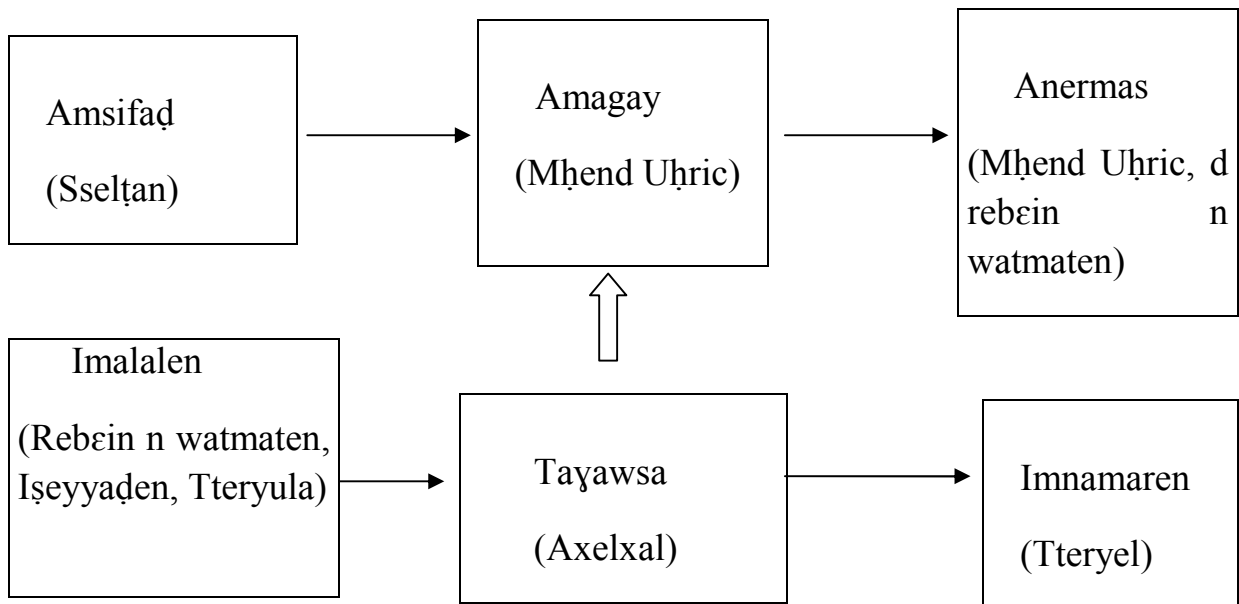 Amsifaḍ
(Sselṭan)
Amagay
(Mḥend Uḥric)
Anermas
(Mḥend Uḥric, d
rebɛin n
watmaten)
Imalalen
(Rebɛin n watmaten,
Iṣeyyaḍen, Tteryula)
Taɣawsa
(Axelxal)
Imnamaren
(Tteryel)